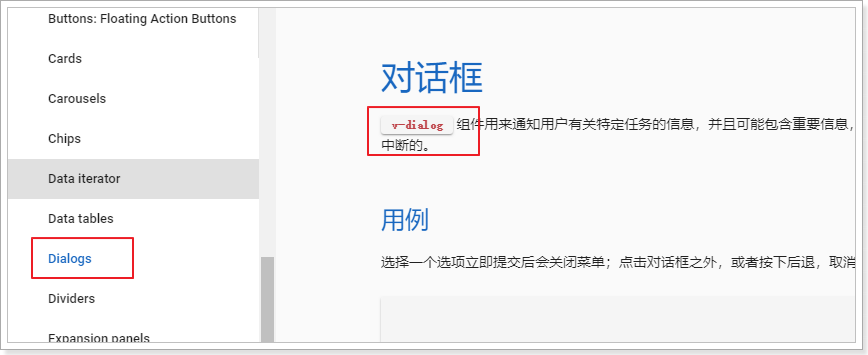 Buttons: Floating Action Buttons
Cards
Carousels
Chips
Data iterator
Data tables
Dialogs
Dividers
Expansion panels
对话框
v-dialog 组件用来通知用户有关特定任务的信息，并且可能包含重要信息，
中断的。
用例
选择一个选项立即提交后会关闭菜单；点击对话框之外，或者按下后退，取消